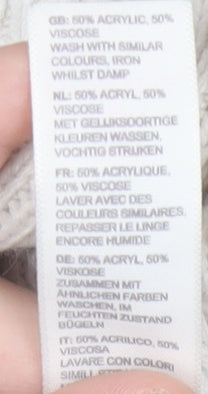 GB: 50% ACRYLIC, 50%
VISCOSE
WASH WITH SIMILAR
COLOURS, IRON
WHILST DAMP
NL: 50% ACRYL, 50%
VISCOSE
MET GELIJKSOORTIGE
KLEUREN WASSEN,
VOCHTIG STRIJKEN
FR: 50% ACRYLIQUE,
50% VISCOSE
LAVER AVEC DES
COULEURS SIMILAIRES,
REPASSER LE LINGE
ENCORE HUMIDE
DE: 50% ACRYL, 50%
VISKOSE
ZUSAMMEN MIT
ÄHNLICHEN FARBEN
WASCHEN, IM
FEUCHTEN ZUSTAND
BÜGELN
IT: 50% ACRILICO, 50%
VISCOSA
LAVARE CON COLORI